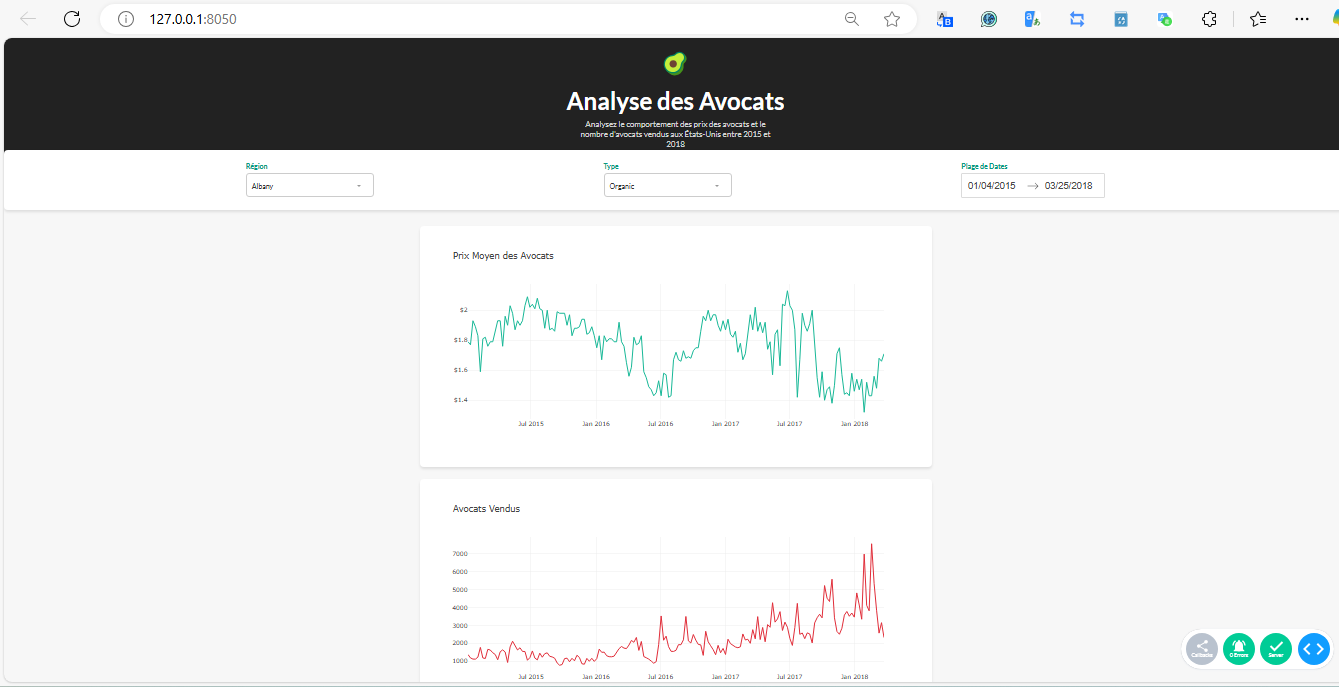 127.0.0.1:8050
Analyse des Avocats
Analysez le comportement des prix des avocats et le
nombre d'avocats vendus aux États-Unis entre 2015 et
2018
Région
Type
Plage de Dates
Albany
Organic
01/04/2015 → 03/25/2018
Prix Moyen des Avocats
$2
$1.8
$1.6
$1.4
Jul 2015 Jan 2016 Jul 2016 Jan 2017 Jul 2017 Jan 2018
Avocats Vendus
7000
6000
5000
4000
3000
2000
1000
Jul 2015 Jan 2016 Jul 2016 Jan 2017 Jul 2017 Jan 2018
Callbacks
0 Errors
Server